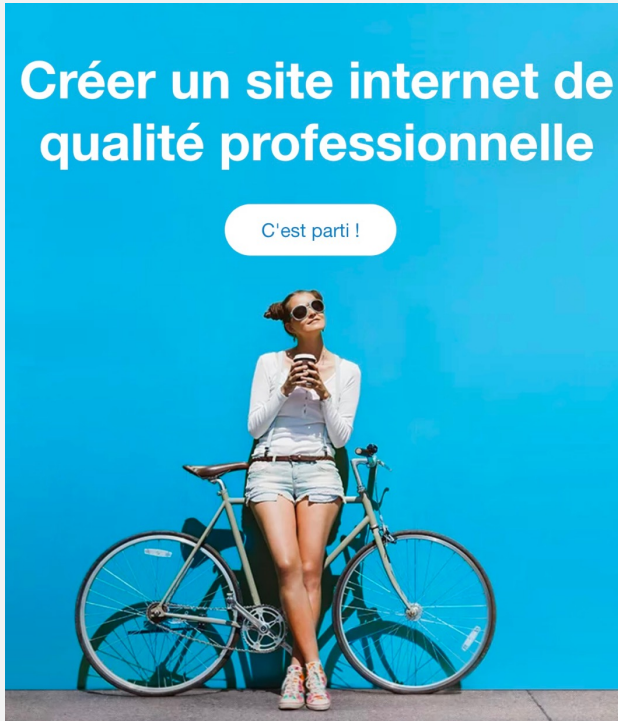 Créer un site internet de
qualité professionnelle
C'est parti !